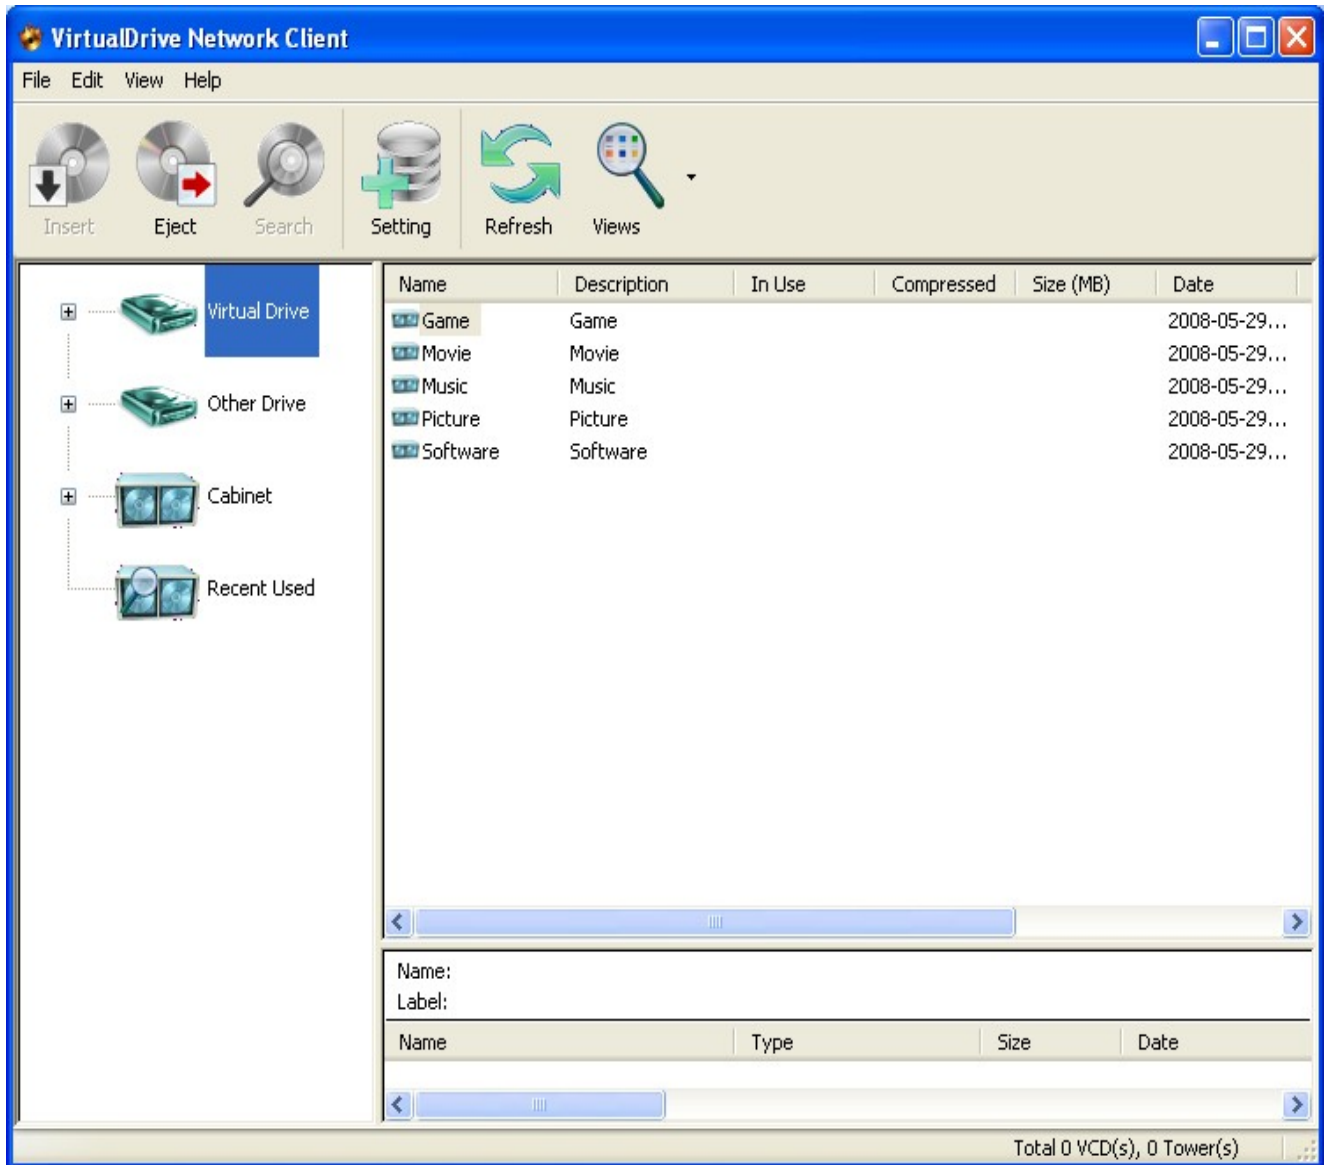 VirtualDrive Network Client
File Edit View Help
Insert Eject Search Setting Refresh Views
Virtual Drive
Other Drive
Cabinet
Recent Used
Name Description In Use Compressed Size (MB) Date
Game Game 2008-05-29...
Movie Movie 2008-05-29...
Music Music 2008-05-29...
Picture Picture 2008-05-29...
Software Software 2008-05-29...
Name:
Label:
Name Type Size Date
Total 0 VCD(s), 0 Tower(s)